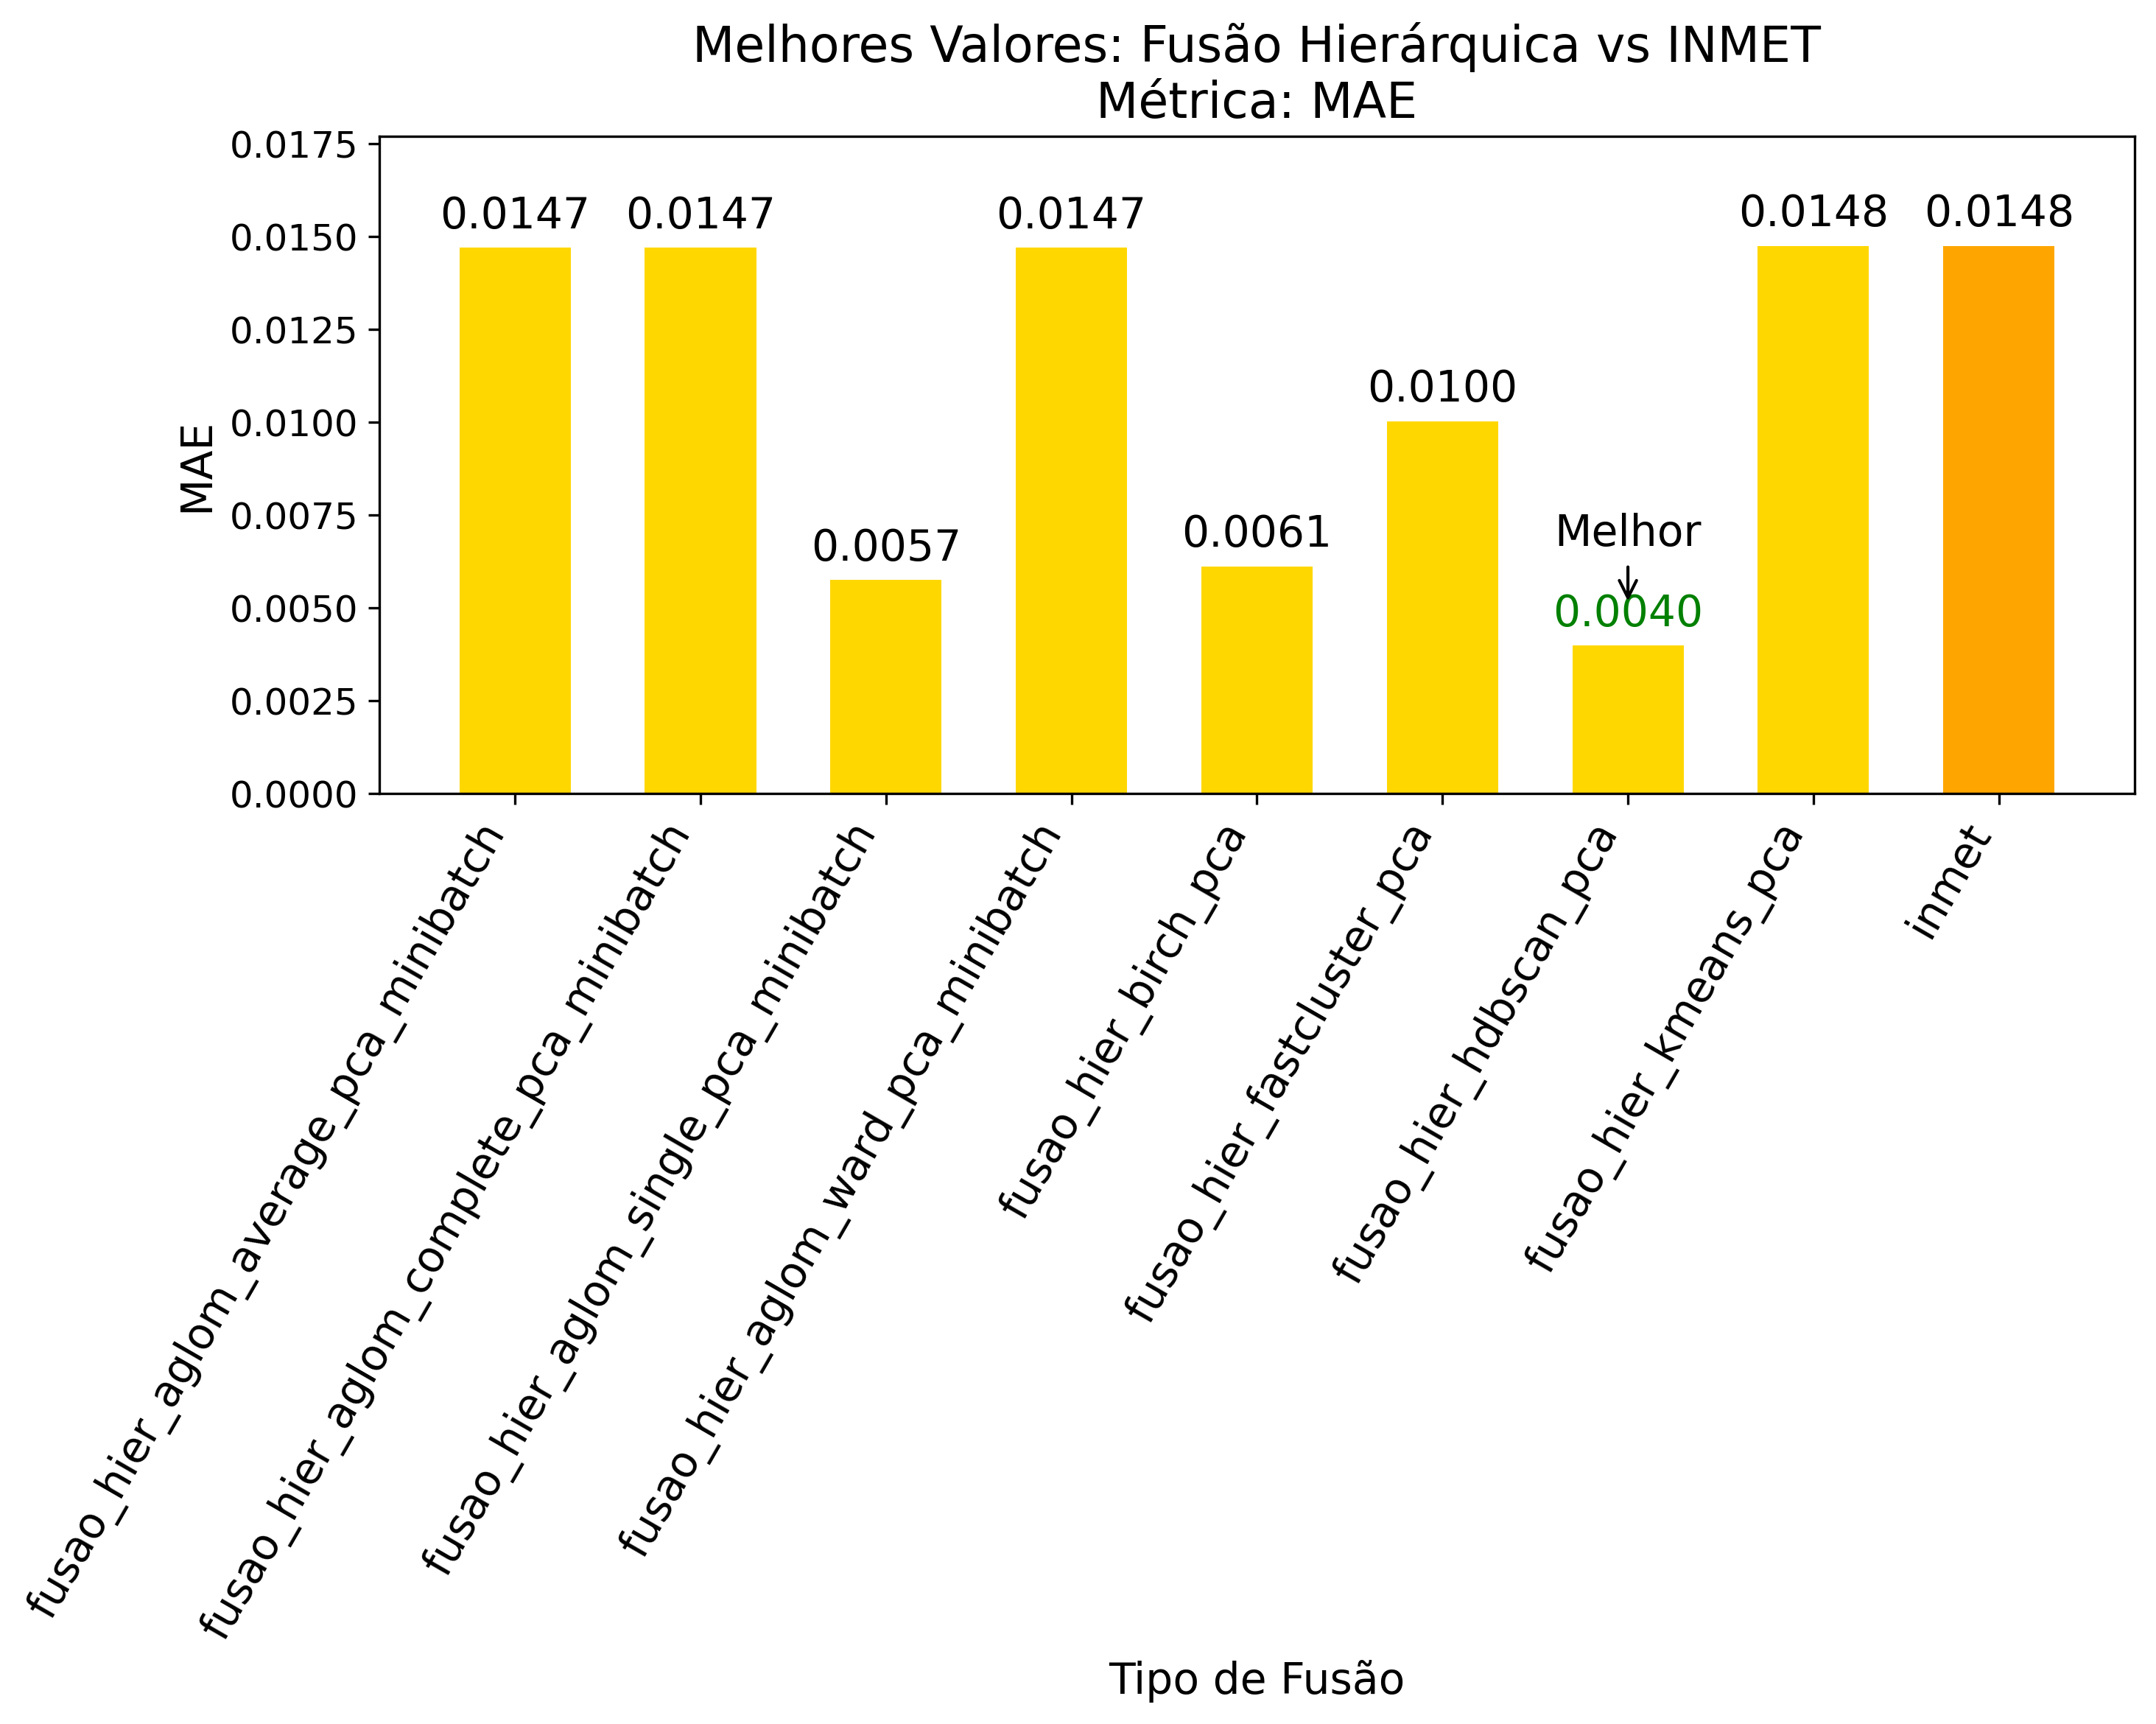 Melhores Valores: Fusão Hierárquica vs INMET
Métrica: MAE
MAE
0.0175
0.0150
0.0125
0.0100
0.0075
0.0050
0.0025
0.0000
0.0147
0.0147
0.0057
0.0147
0.0061
0.0100
Melhor
0.0040
0.0148
0.0148
fusao_hier_aglom_average_pca_minibatch
fusao_hier_aglom_complete_pca_minibatch
fusao_hier_aglom_single_pca_minibatch
fusao_hier_aglom_ward_pca_minibatch
fusao_hier_birch_pca
fusao_hier_fastcluster_pca
fusao_hier_hdbscan_pca
fusao_hier_kmeans_pca
inmet
Tipo de Fusão